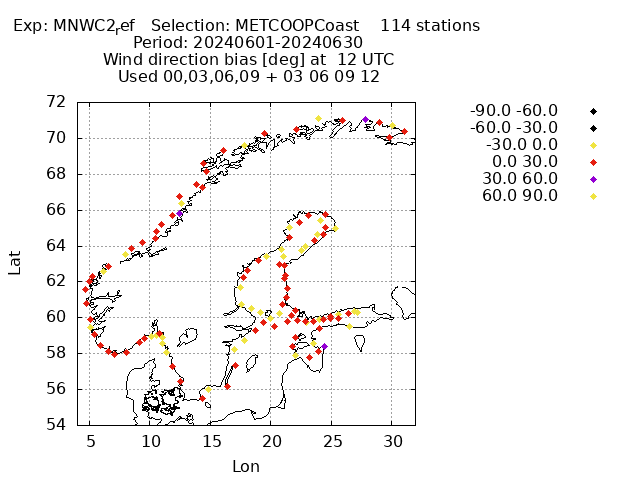 Exp: MNWC2ref   Selection: METCOOPCoast    114 stations
Period: 20240601-20240630
Wind direction bias [deg] at  12 UTC
Used 00,03,06,09 + 03 06 09 12
-90.0 -60.0
-60.0 -30.0
-30.0 0.0
0.0 30.0
30.0 60.0
60.0 90.0
72
70
68
66
64
62
60
58
56
54
Lat
5 10 15 20 25 30
Lon